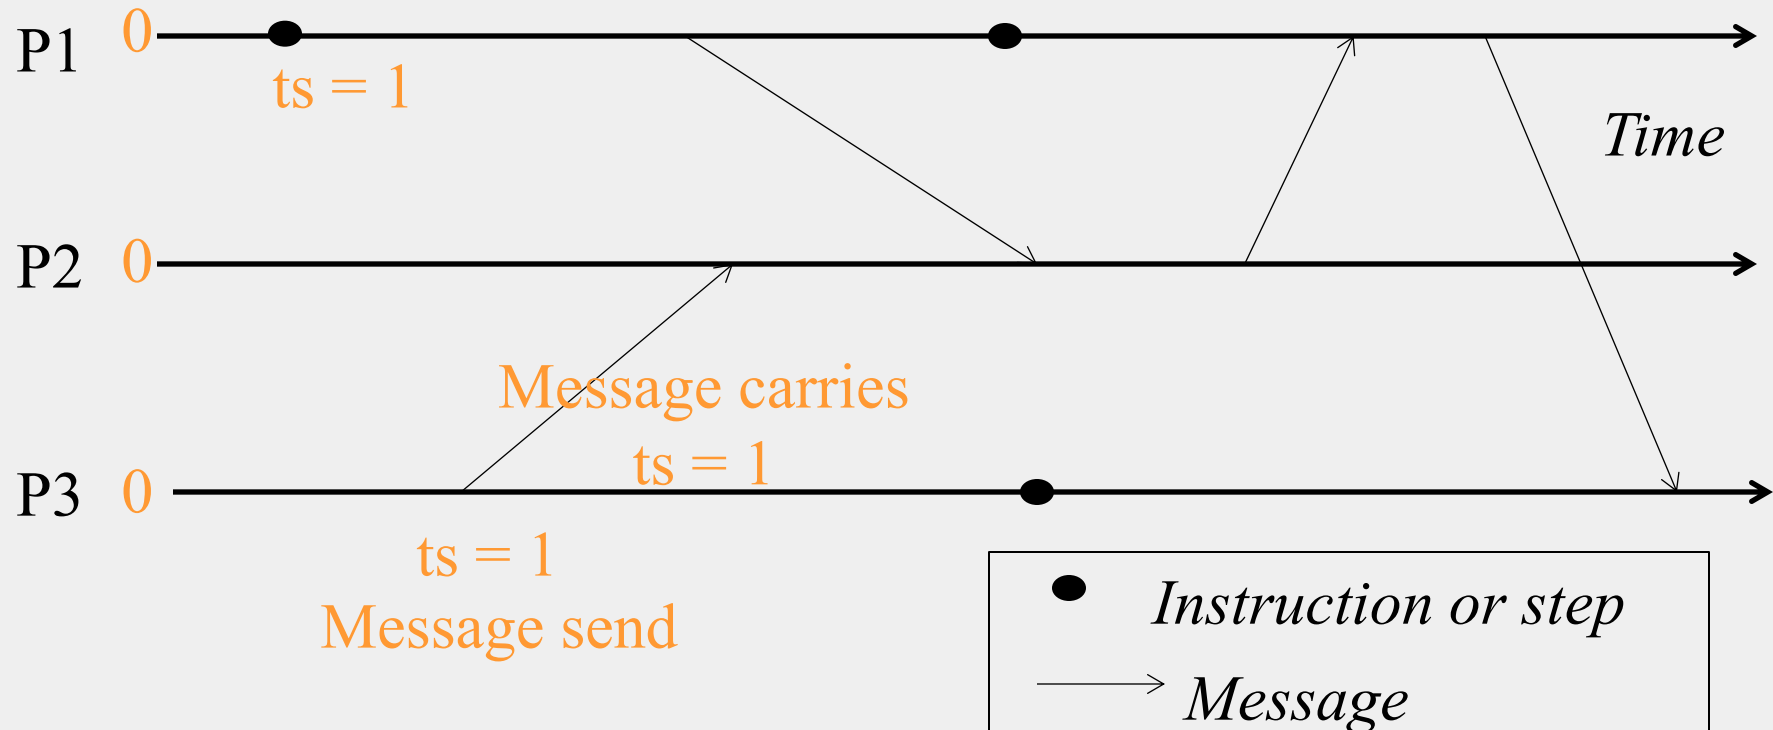 P1 0
ts = 1
Time
P2 0
Message carries
ts = 1
P3 0
ts = 1
Message send
Instruction or step
Message